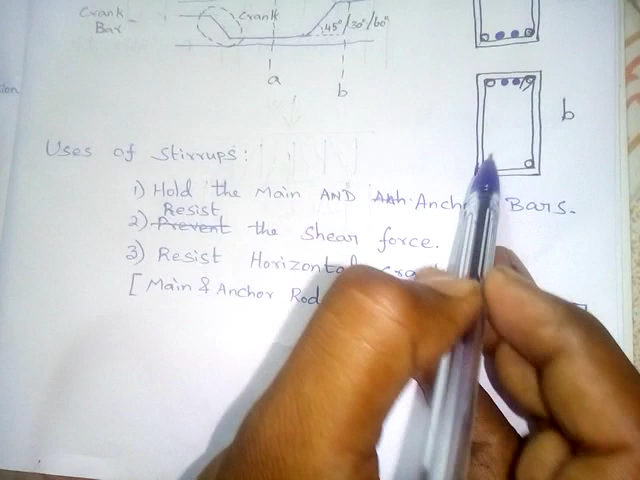 Crank
Bar
Crank
45°/30°/60°
a
b
b
Uses of Stirrups:
1) Hold the Main AND Anch Bars.
Resist
2) Prevent the Shear force.
3) Resist Horizontal
[Main & Anchor Rod